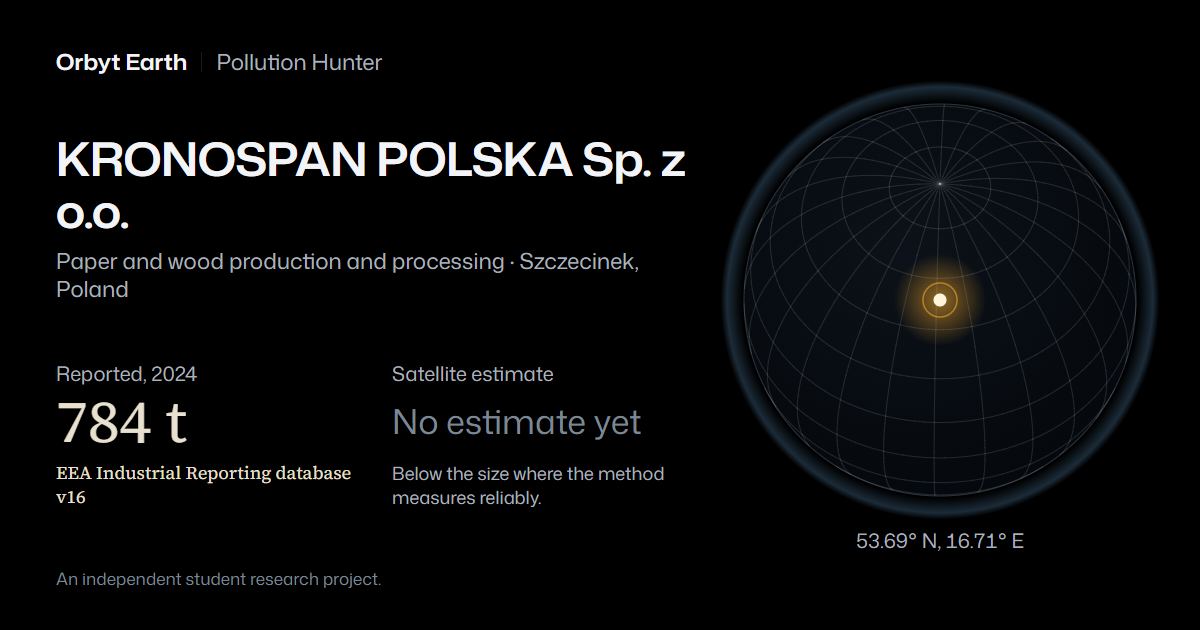 Orbyt Earth | Pollution Hunter
KRONOSPAN POLSKA Sp. z
o.o.
Paper and wood production and processing · Szczecinek,
Poland
Reported, 2024
784 t
EEA Industrial Reporting database
v16
Satellite estimate
No estimate yet
Below the size where the method
measures reliably.
53.69° N, 16.71° E
An independent student research project.